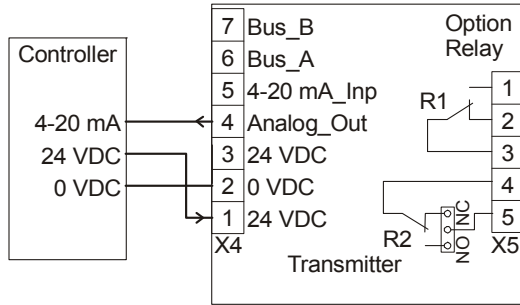 Controller
4-20 mA
24 VDC
0 VDC
7 Bus_B
6 Bus_A
5 4-20 mA_Inp
4 Analog_Out
3 24 VDC
2 0 VDC
1 24 VDC
X4
Option
Relay
R1
1
2
3
4
5
X5
R2
NC
NO
Transmitter